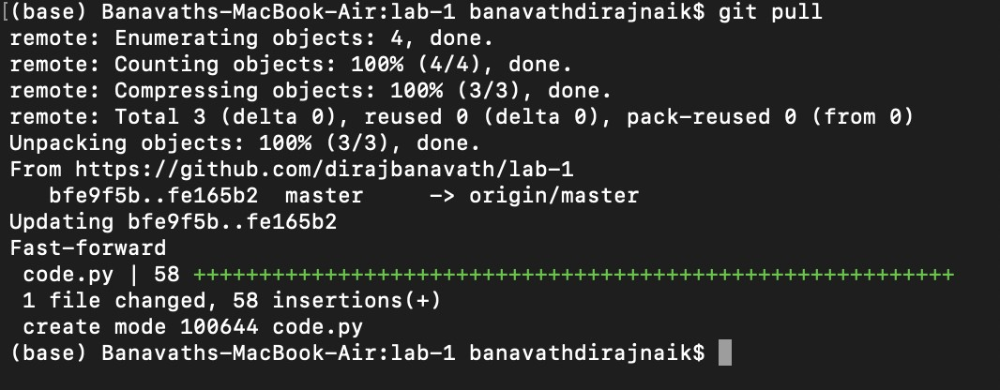 [(base) Banavaths-MacBook-Air:lab-1 banavathdirajnaik$ git pull
remote: Enumerating objects: 4, done.
remote: Counting objects: 100% (4/4), done.
remote: Compressing objects: 100% (3/3), done.
remote: Total 3 (delta 0), reused 0 (delta 0), pack-reused 0 (from 0)
Unpacking objects: 100% (3/3), done.
From https://github.com/dirajbanavath/lab-1
   bfe9f5b..fe165b2  master     -> origin/master
Updating bfe9f5b..fe165b2
Fast-forward
 code.py | 58 ++++++++++++++++++++++++++++++++++++++++++++++++++++++++++
 1 file changed, 58 insertions(+)
 create mode 100644 code.py
(base) Banavaths-MacBook-Air:lab-1 banavathdirajnaik$